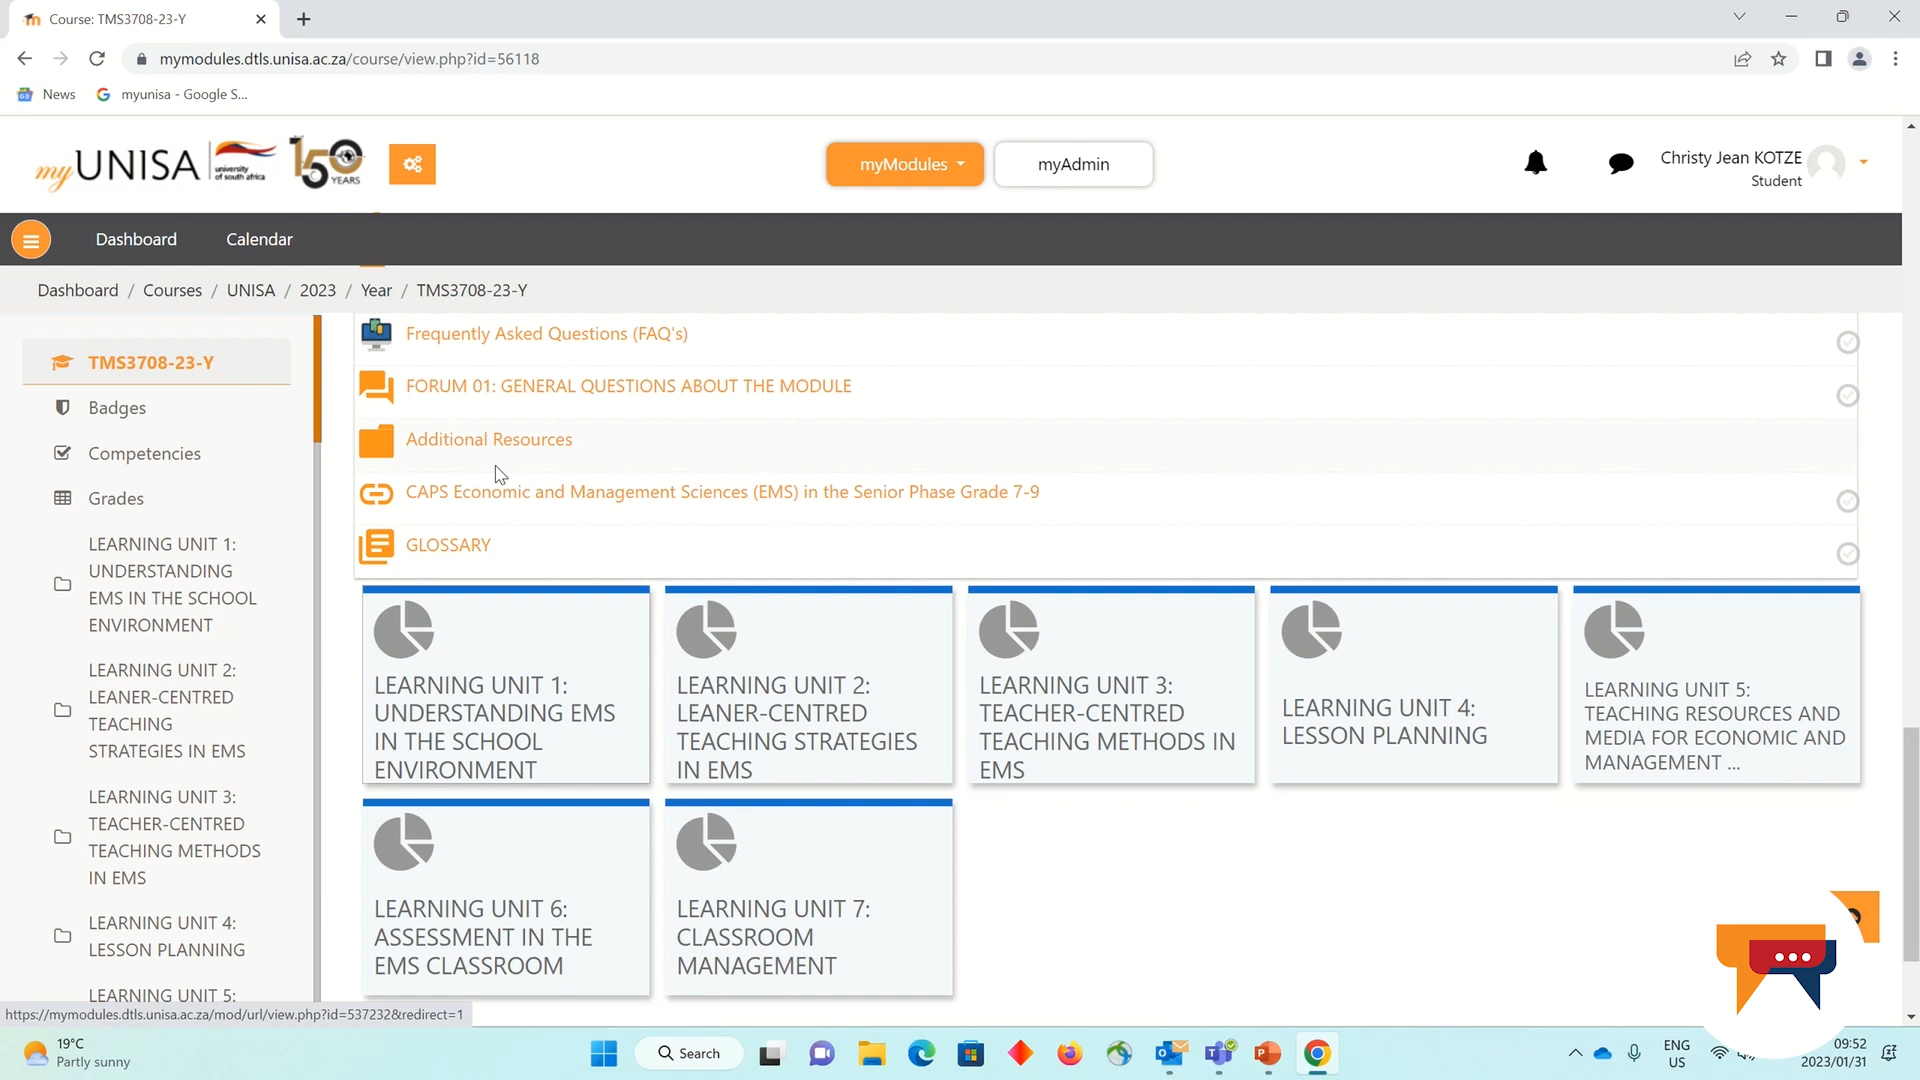 Course: TMS3708-23-Y
mymodules.dtls.unisa.ac.za/course/view.php?id=56118
News
myunisa - Google S...
myUNISA
university
of south africa
150
YEARS
myModules
myAdmin
Christy Jean KOTZE
Student
Dashboard
Calendar
Dashboard / Courses / UNISA / 2023 / Year / TMS3708-23-Y
TMS3708-23-Y
Badges
Competencies
Grades
LEARNING UNIT 1:
UNDERSTANDING
EMS IN THE SCHOOL
ENVIRONMENT
LEARNING UNIT 2:
LEANER-CENTRED
TEACHING
STRATEGIES IN EMS
LEARNING UNIT 3:
TEACHER-CENTRED
TEACHING METHODS
IN EMS
LEARNING UNIT 4:
LESSON PLANNING
LEARNING UNIT 5:
Frequently Asked Questions (FAQ's)
FORUM 01: GENERAL QUESTIONS ABOUT THE MODULE
Additional Resources
CAPS Economic and Management Sciences (EMS) in the Senior Phase Grade 7-9
GLOSSARY
LEARNING UNIT 1:
UNDERSTANDING EMS
IN THE SCHOOL
ENVIRONMENT
LEARNING UNIT 2:
LEANER-CENTRED
TEACHING STRATEGIES
IN EMS
LEARNING UNIT 3:
TEACHER-CENTRED
TEACHING METHODS IN
EMS
LEARNING UNIT 4:
LESSON PLANNING
LEARNING UNIT 5:
TEACHING RESOURCES AND
MEDIA FOR ECONOMIC AND
MANAGEMENT ...
LEARNING UNIT 6:
ASSESSMENT IN THE
EMS CLASSROOM
LEARNING UNIT 7:
CLASSROOM
MANAGEMENT
https://mymodules.dtls.unisa.ac.za/mod/url/view.php?id=537232&redirect=1
19°C
Partly sunny
Search
ENG
US
09:52
2023/01/31